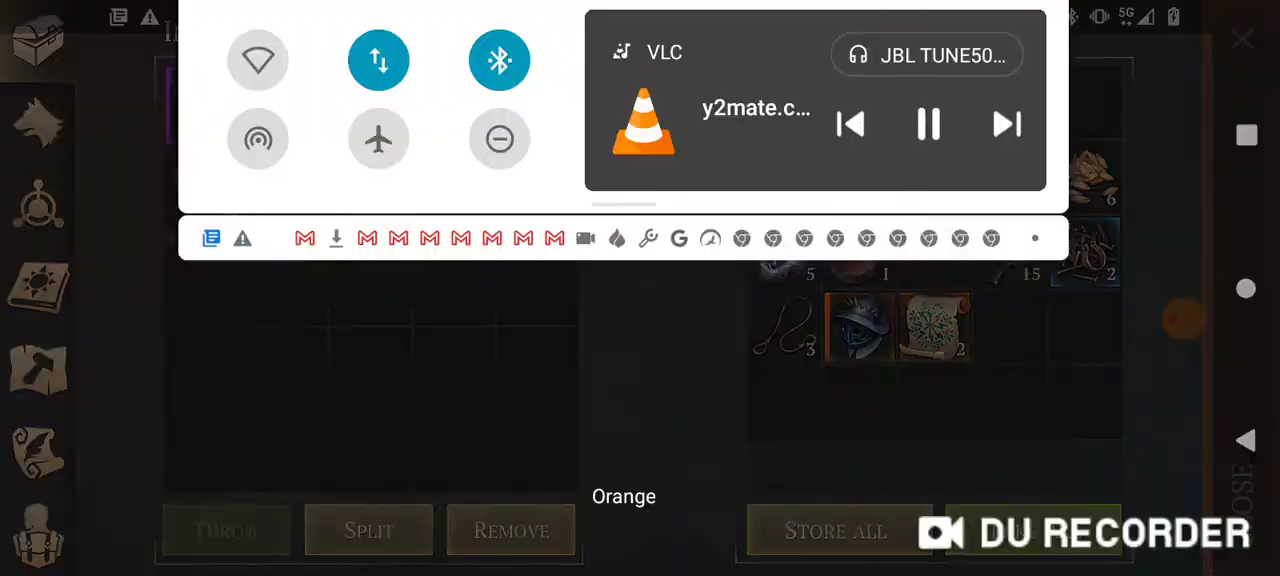 5G
VLC
JBL TUNE50...
y2mate.c...
6
5
1
15
2
3
2
Orange
THROW
SPLIT
REMOVE
STORE ALL
DU RECORDER